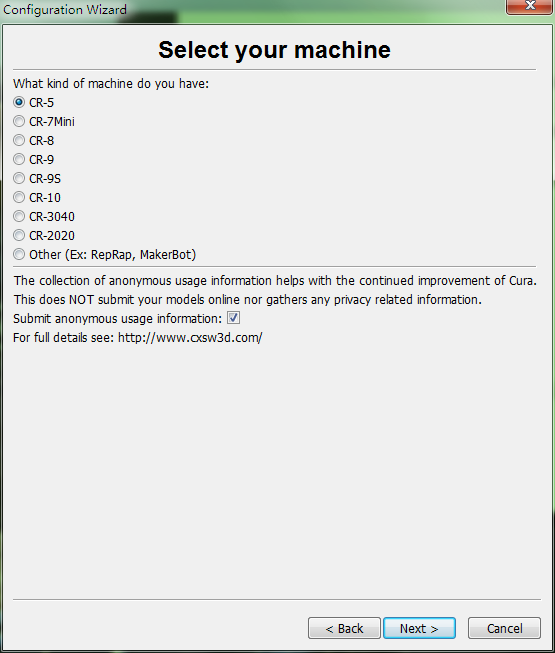 Configuration Wizard
Select your machine
What kind of machine do you have:
CR-5
CR-7Mini
CR-8
CR-9
CR-9S
CR-10
CR-3040
CR-2020
Other (Ex: RepRap, MakerBot)
The collection of anonymous usage information helps with the continued improvement of Cura.
This does NOT submit your models online nor gathers any privacy related information.
Submit anonymous usage information:
For full details see: http://www.cxsw3d.com/
< Back Next > Cancel